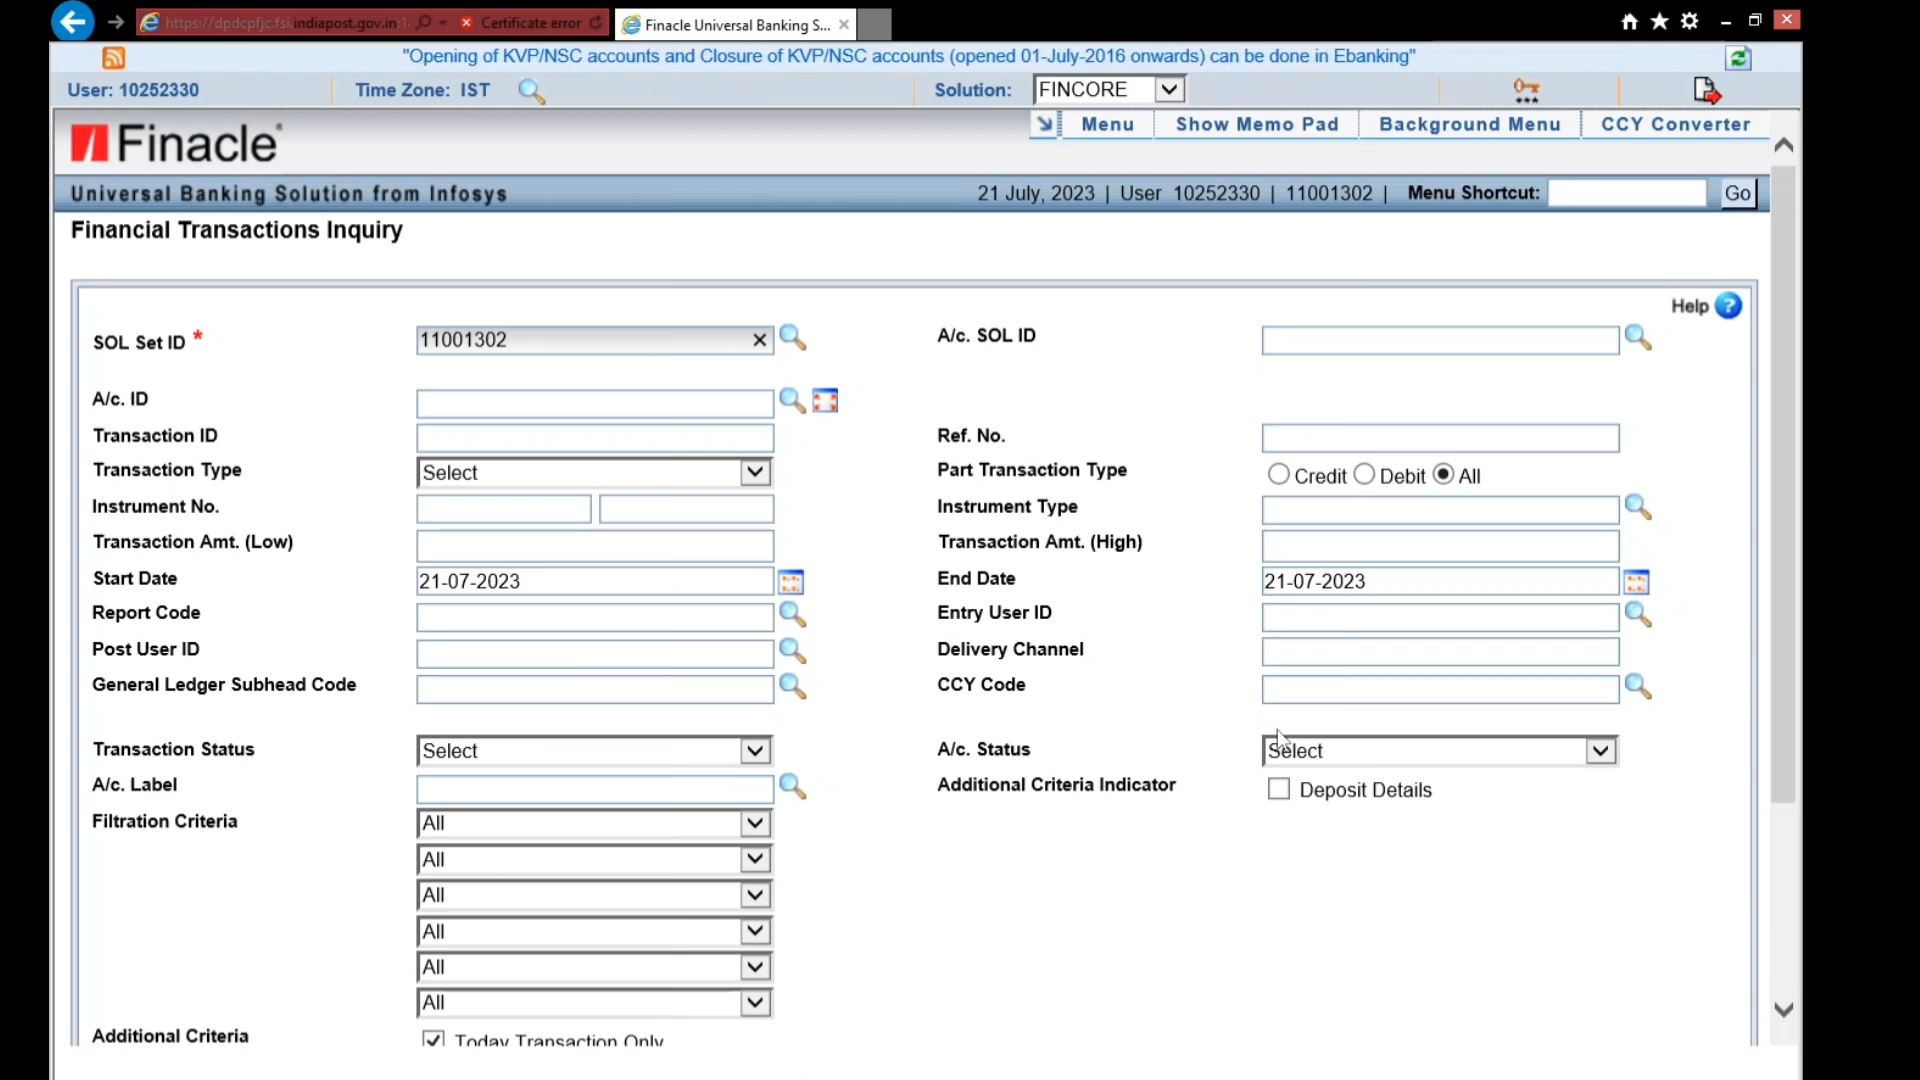 https://dpdcpfjc.fsi.indiapost.gov.in Certificate error Finacle Universal Banking S...
"Opening of KVP/NSC accounts and Closure of KVP/NSC accounts (opened 01-July-2016 onwards) can be done in Ebanking"
User: 10252330 Time Zone: IST Solution: FINCORE
Menu Show Memo Pad Background Menu CCY Converter
Finacle
Universal Banking Solution from Infosys 21 July, 2023 | User 10252330 | 11001302 | Menu Shortcut: Go
Financial Transactions Inquiry
Help ?
SOL Set ID * 11001302 A/c. SOL ID
A/c. ID
Transaction ID Ref. No.
Transaction Type Select Part Transaction Type Credit Debit All
Instrument No. Instrument Type
Transaction Amt. (Low) Transaction Amt. (High)
Start Date 21-07-2023 End Date 21-07-2023
Report Code Entry User ID
Post User ID Delivery Channel
General Ledger Subhead Code CCY Code
Transaction Status Select A/c. Status Select
A/c. Label Additional Criteria Indicator Deposit Details
Filtration Criteria All
All
All
All
All
All
Additional Criteria Today Transaction Only